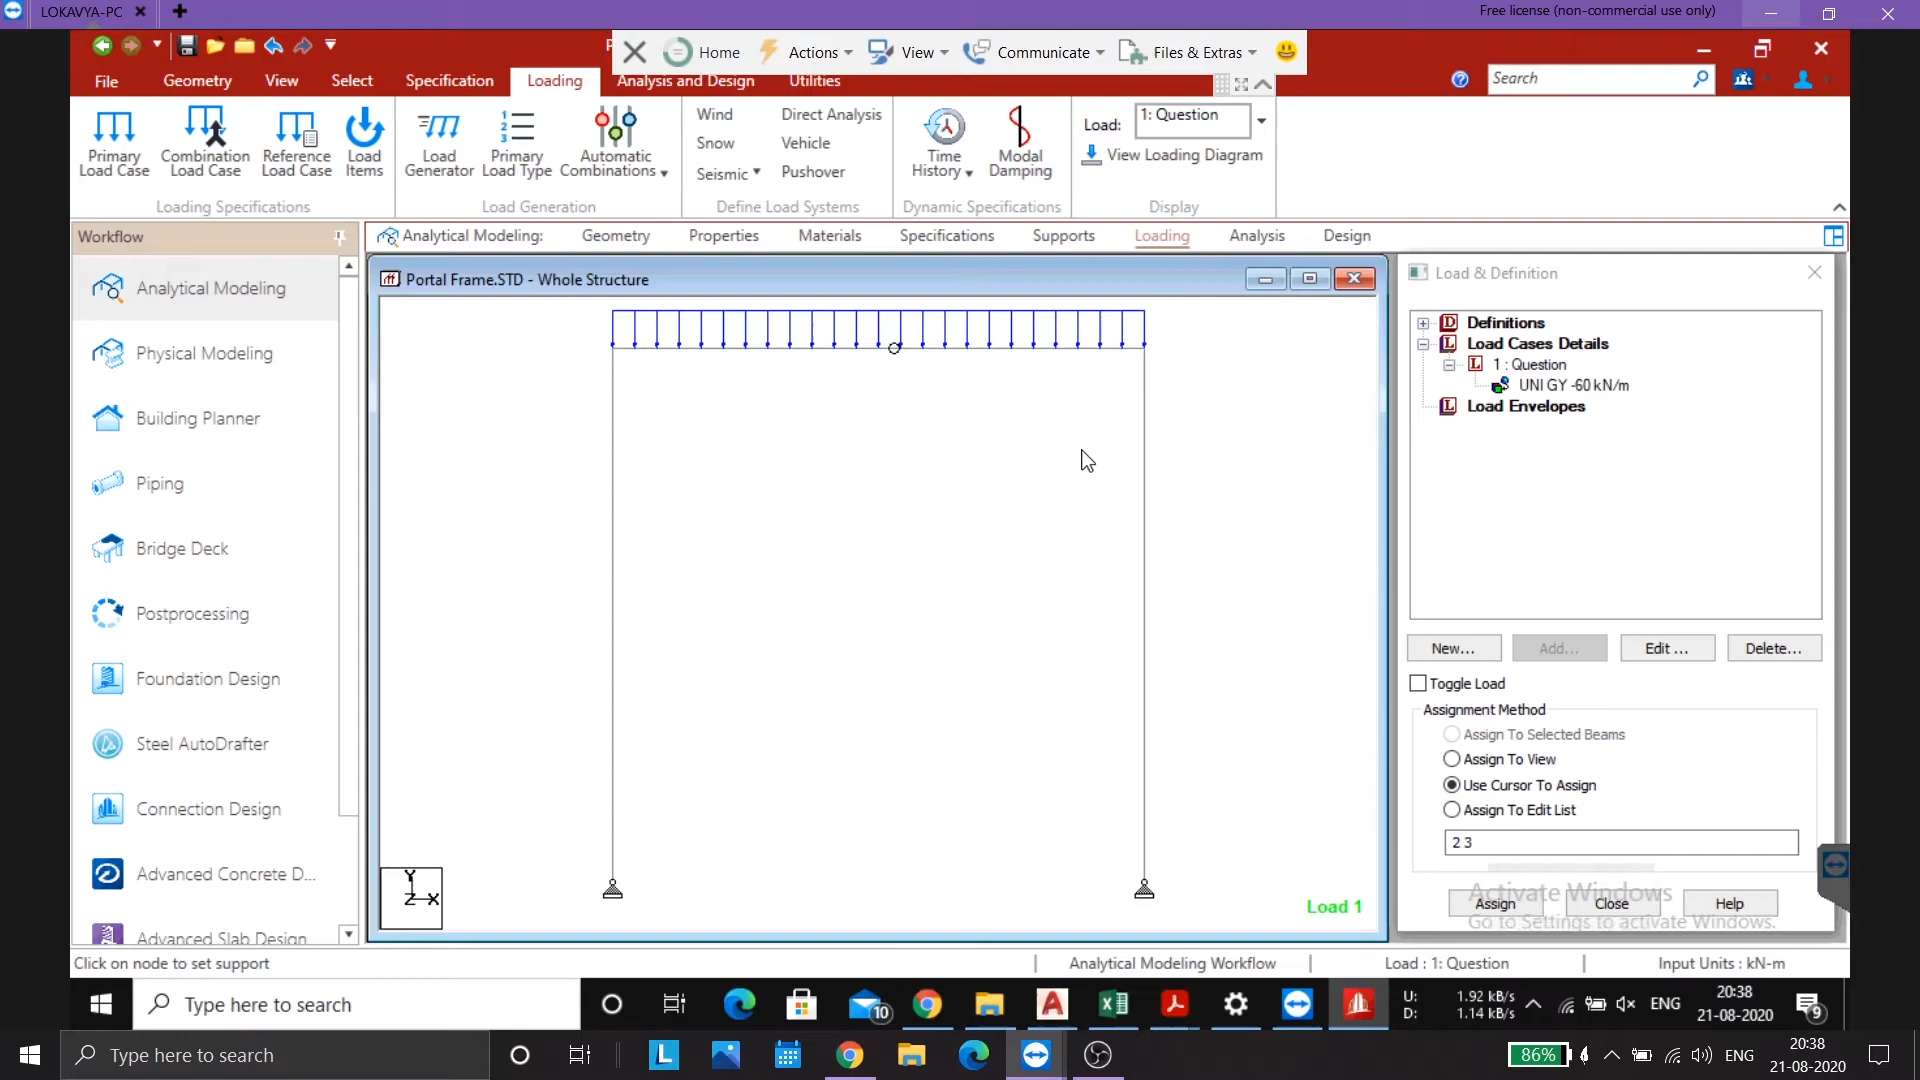 LOKAVYA-PC
Free license (non-commercial use only)
Home Actions View Communicate Files & Extras
File Geometry View Select Specification Loading Analysis and Design Utilities
Search
Primary Load Case
Combination Load Case
Reference Load Case
Load Items
Loading Specifications
Load Generator
Primary Load Type
Automatic Combinations
Load Generation
Wind Direct Analysis
Snow Vehicle
Seismic Pushover
Define Load Systems
Time History
Modal Damping
Dynamic Specifications
Load: 1: Question
View Loading Diagram
Display
Workflow
Analytical Modeling: Geometry Properties Materials Specifications Supports Loading Analysis Design
Analytical Modeling
Physical Modeling
Building Planner
Piping
Bridge Deck
Postprocessing
Foundation Design
Steel AutoDrafter
Connection Design
Advanced Concrete D...
Advanced Slab Design
Portal Frame.STD - Whole Structure
Y
Z X
Load 1
Load & Definition
Definitions
Load Cases Details
1 : Question
UNI GY -60 kN/m
Load Envelopes
New... Add... Edit ... Delete...
Toggle Load
Assignment Method
Assign To Selected Beams
Assign To View
Use Cursor To Assign
Assign To Edit List
2 3
Activate Windows
Assign Close Help
Go to Settings to activate Windows.
Click on node to set support Analytical Modeling Workflow Load : 1: Question Input Units : kN-m
Type here to search
10
U: 1.92 kB/s
D: 1.14 kB/s
ENG
20:38
21-08-2020
9
Type here to search
86%
ENG
20:38
21-08-2020